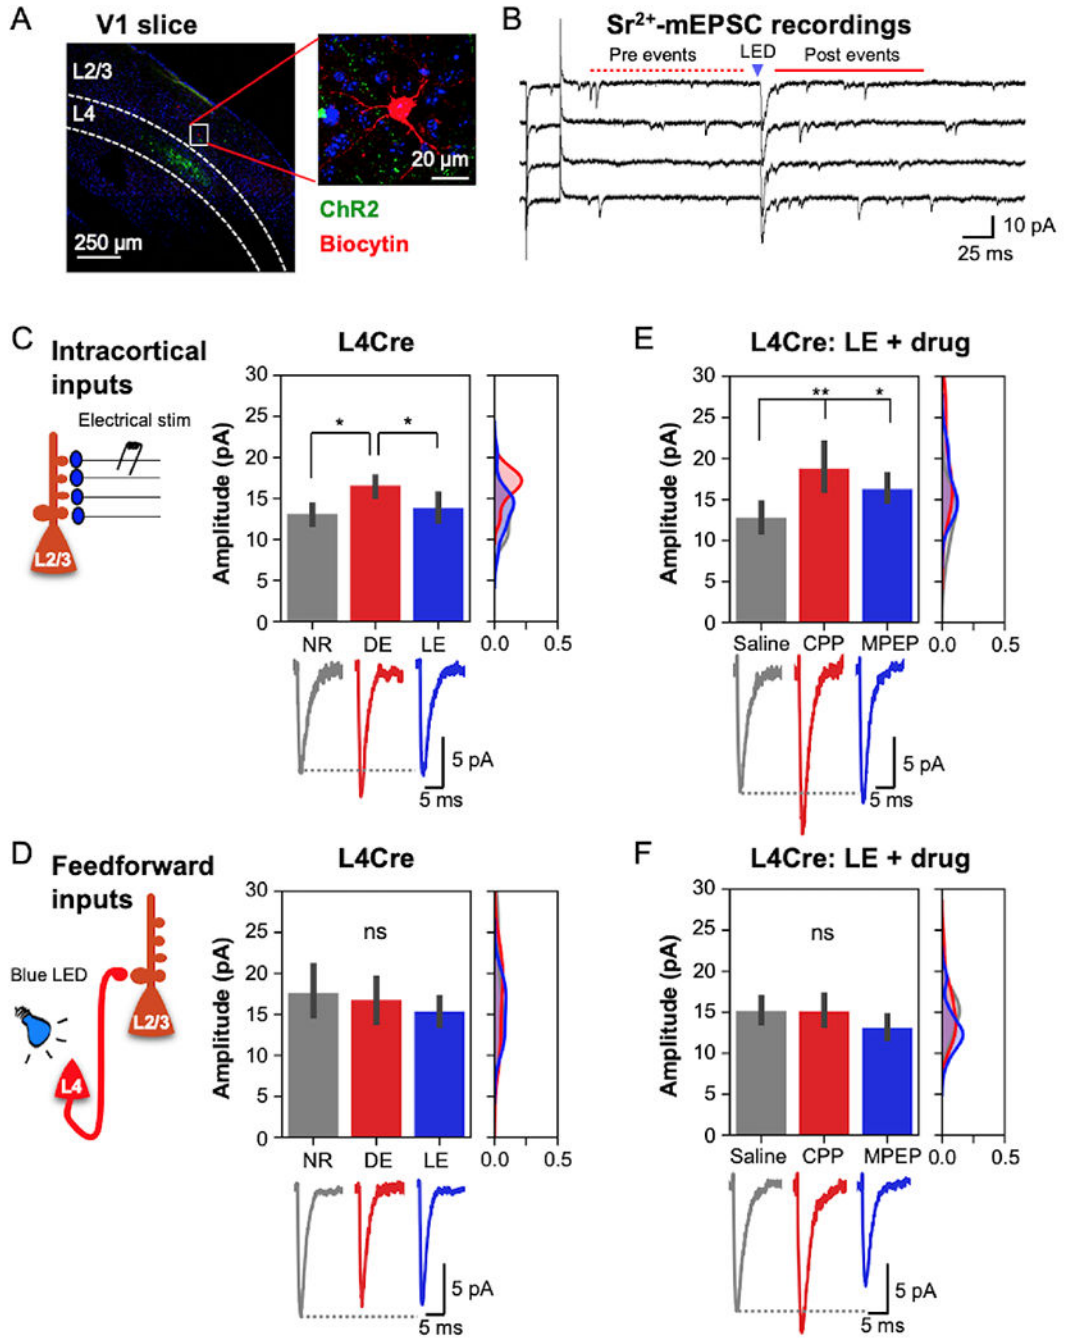 A
V1 slice
L2/3
L4
250 µm
20 µm
ChR2
Biocytin
B
Sr2+-mEPSC recordings
Pre events
LED
Post events
10 pA
25 ms
C
Intracortical
inputs
Electrical stim
L2/3
L4Cre
Amplitude (pA)
30
25
20
15
10
5
0
* *
NR DE LE
0.0 0.5
5 pA
5 ms
E
L4Cre: LE + drug
Amplitude (pA)
30
25
20
15
10
5
0
** *
Saline CPP MPEP
0.0 0.5
5 pA
5 ms
D
Feedforward
inputs
Blue LED
L2/3
L4
L4Cre
Amplitude (pA)
30
25
20
15
10
5
0
ns
NR DE LE
0.0 0.5
5 pA
5 ms
F
L4Cre: LE + drug
Amplitude (pA)
30
25
20
15
10
5
0
ns
Saline CPP MPEP
0.0 0.5
5 pA
5 ms